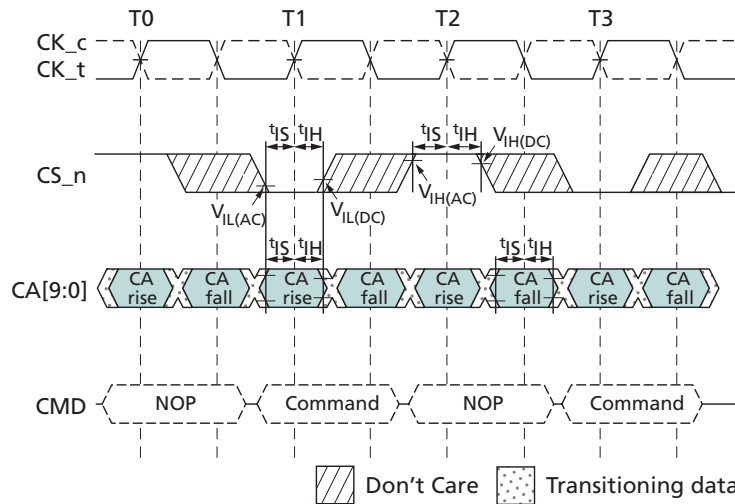 T0 T1 T2 T3
CK_c
CK_t
tIS tIH tIS tIH VIH(DC)
CS_n
VIL(AC) VIL(DC) VIH(AC)
tIS tIH tIS tIH
CA[9:0] CA rise CA fall CA rise CA fall CA rise CA fall CA rise CA fall
CMD NOP Command NOP Command
Don't Care Transitioning data